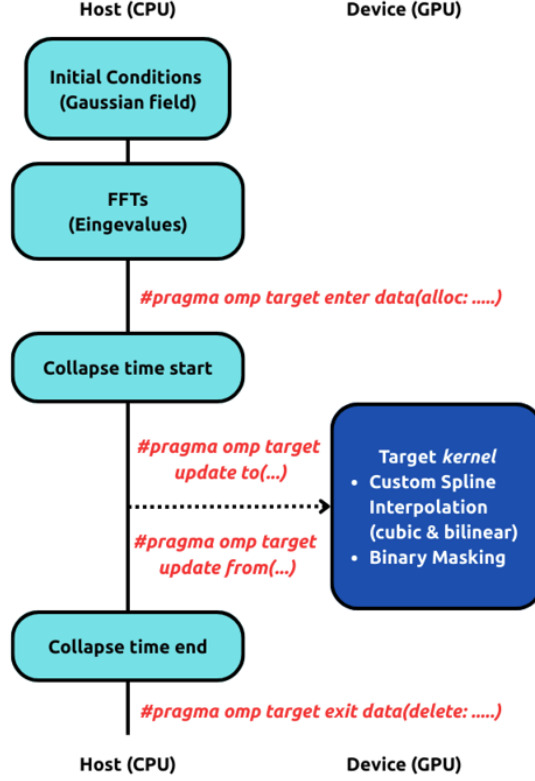 Host (CPU) Device (GPU)
Initial Conditions
(Gaussian field)
FFTs
(Eingevalues)
#pragma omp target enter data(alloc: .....)
Collapse time start
#pragma omp target
update to(...)
Target kernel
• Custom Spline
Interpolation
(cubic & bilinear)
• Binary Masking
#pragma omp target
update from(...)
Collapse time end
#pragma omp target exit data(delete: .....)
Host (CPU) Device (GPU)